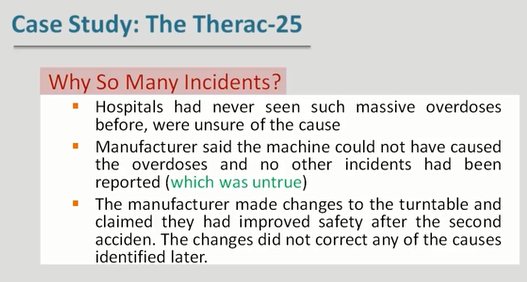 Case Study: The Therac-25
Why So Many Incidents?
▪ Hospitals had never seen such massive overdoses
before, were unsure of the cause
▪ Manufacturer said the machine could not have caused
the overdoses and no other incidents had been
reported (which was untrue)
▪ The manufacturer made changes to the turntable and
claimed they had improved safety after the second
acciden. The changes did not correct any of the causes
identified later.